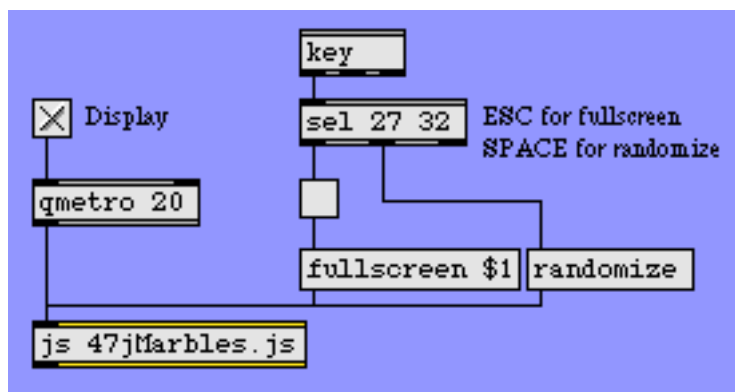 key
Display
sel 27 32
ESC for fullscreen
SPACE for randomize
qmetro 20
fullscreen $1
randomize
js 47jMarbles.js